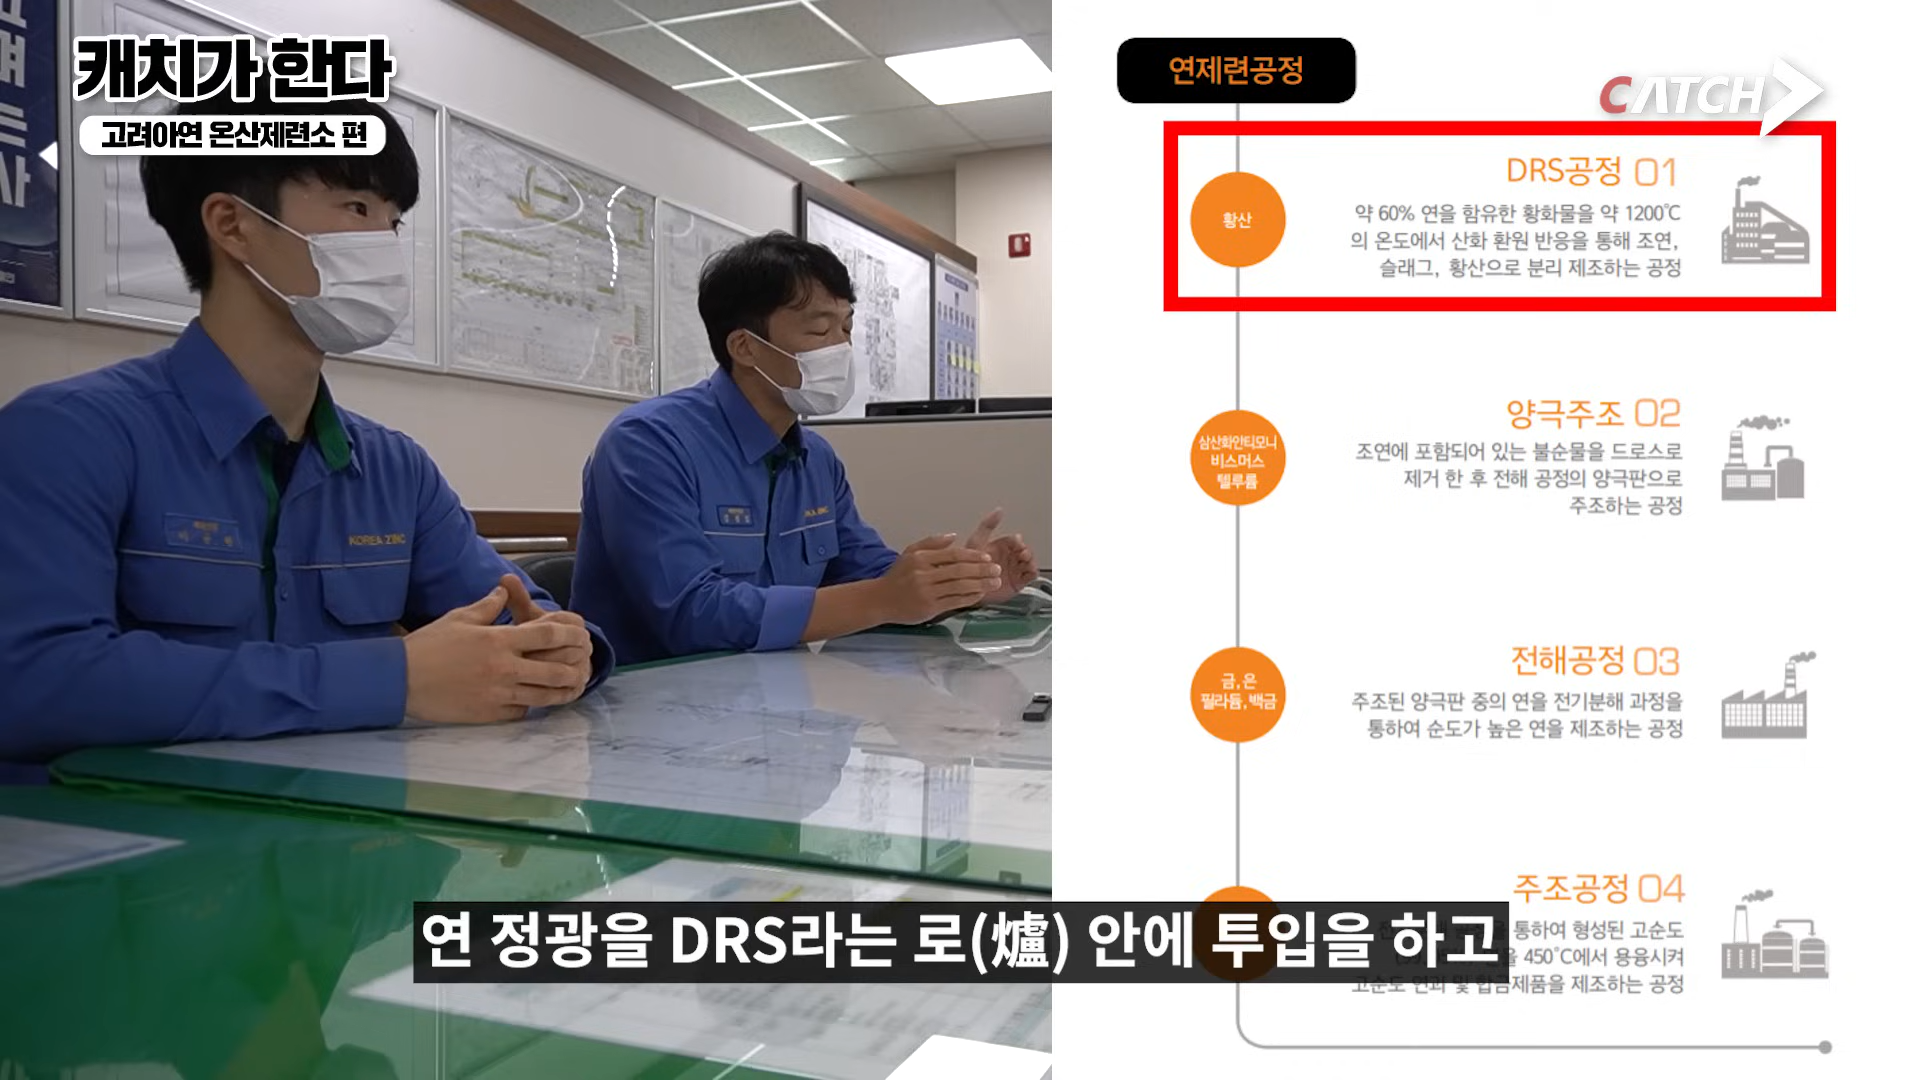 캐치가 한다
고려아연 온산제련소 편
KOREA ZINC
연제련공정
CATCH
DRS공정 01
황산
약 60% 연을 함유한 황화물을 약 1200℃
의 온도에서 산화 환원 반응을 통해 조연,
슬래그, 황산으로 분리 제조하는 공정
양극주조 02
삼산화안티모니
비스머스
텔루륨
조연에 포함되어 있는 불순물을 드로스로
제거 한 후 전해 공정의 양극판으로
주조하는 공정
전해공정 03
금, 은
팔라듐, 백금
주조된 양극판 중의 연을 전기분해 과정을
통하여 순도가 높은 연을 제조하는 공정
주조공정 04
통하여 형성된 고순도
450℃에서 용융시켜
고순도 연괴 및 합금제품을 제조하는 공정
연 정광을 DRS라는 로(爐) 안에 투입을 하고